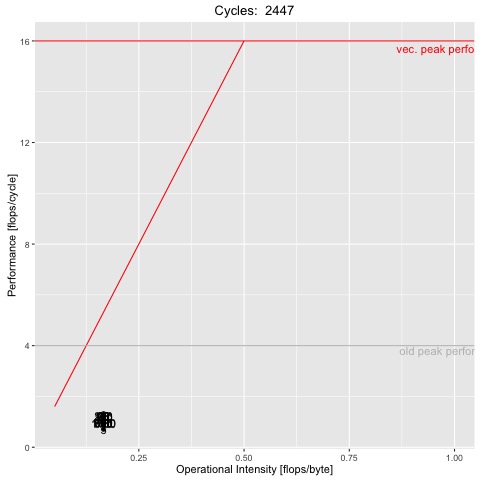 Cycles: 2447
16
vec. peak perfo
12
8
4
old peak perfor
0
0.25
0.50
0.75
1.00
Operational Intensity [flops/byte]
Performance [flops/cycle]